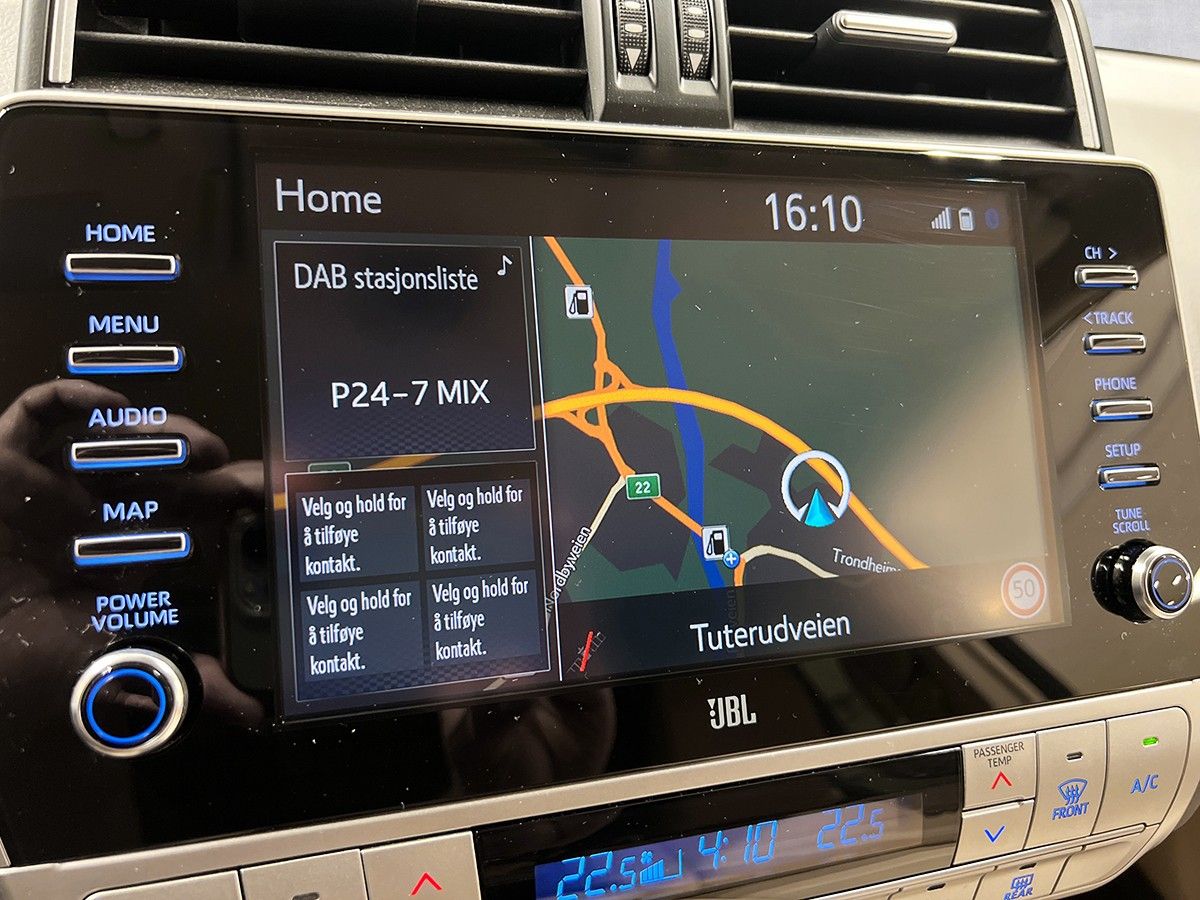 Home
16:10
HOME
MENU
AUDIO
MAP
POWER
VOLUME
DAB stasjonsliste
P24-7 MIX
Velg og hold for
å tilføye
kontakt.
Velg og hold for
å tilføye
kontakt.
Velg og hold for
å tilføye
kontakt.
Velg og hold for
å tilføye
kontakt.
22
Nordbyveien
Tuterudveien
50
CH >
<TRACK
PHONE
SETUP
TUNE
SCROLL
JBL
PASSENGER
TEMP
FRONT
A/C
REAR
22.5
4:10
22.5